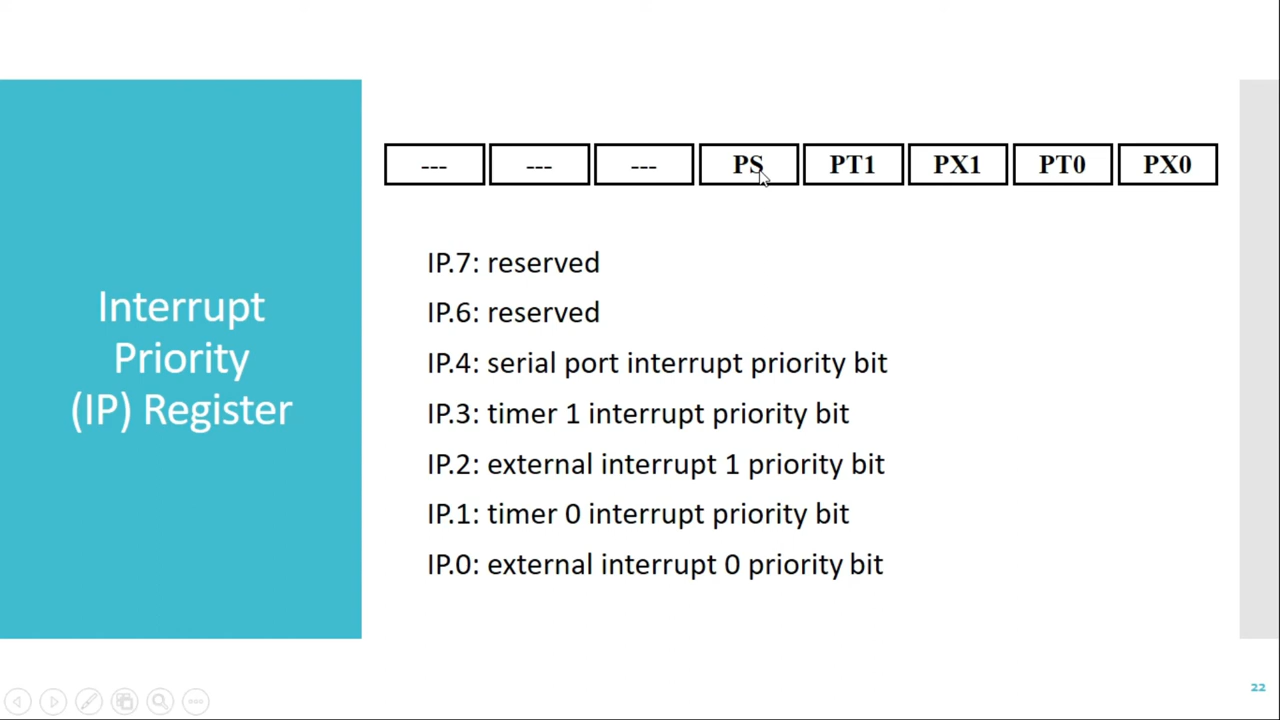 --- --- --- PS PT1 PX1 PT0 PX0
Interrupt
Priority
(IP) Register
IP.7: reserved
IP.6: reserved
IP.4: serial port interrupt priority bit
IP.3: timer 1 interrupt priority bit
IP.2: external interrupt 1 priority bit
IP.1: timer 0 interrupt priority bit
IP.0: external interrupt 0 priority bit
22